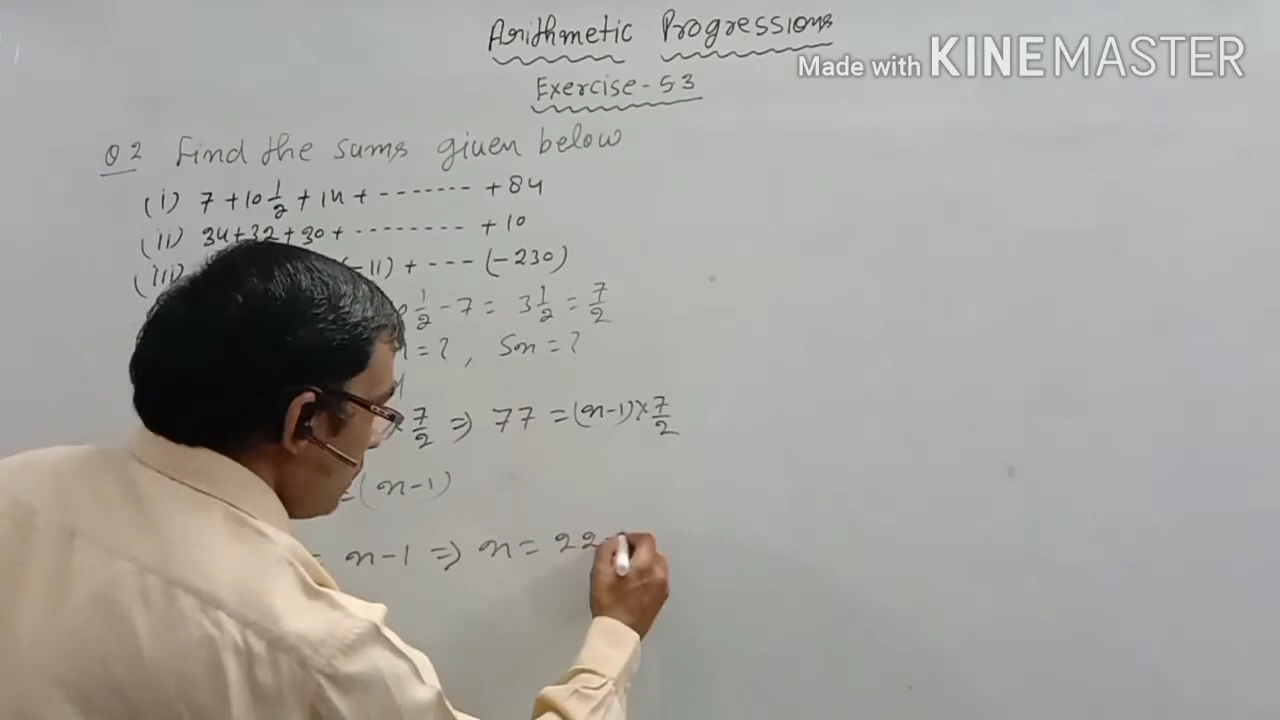 Arithmetic Progressions
Made with KINEMASTER
Exercise-53
Q2 Find the sums given below
(i) 7 + 10 1/2 + 14 + ------- + 84
(ii) 34+32+30+ -------- + 10
(iii) -11) + --- (-230)
1/2 - 7 = 3 1/2 = 7/2
= ?, Sn = ?
7/2 => 77 = (n-1) × 7/2
= (n-1)
= n-1 => n = 22